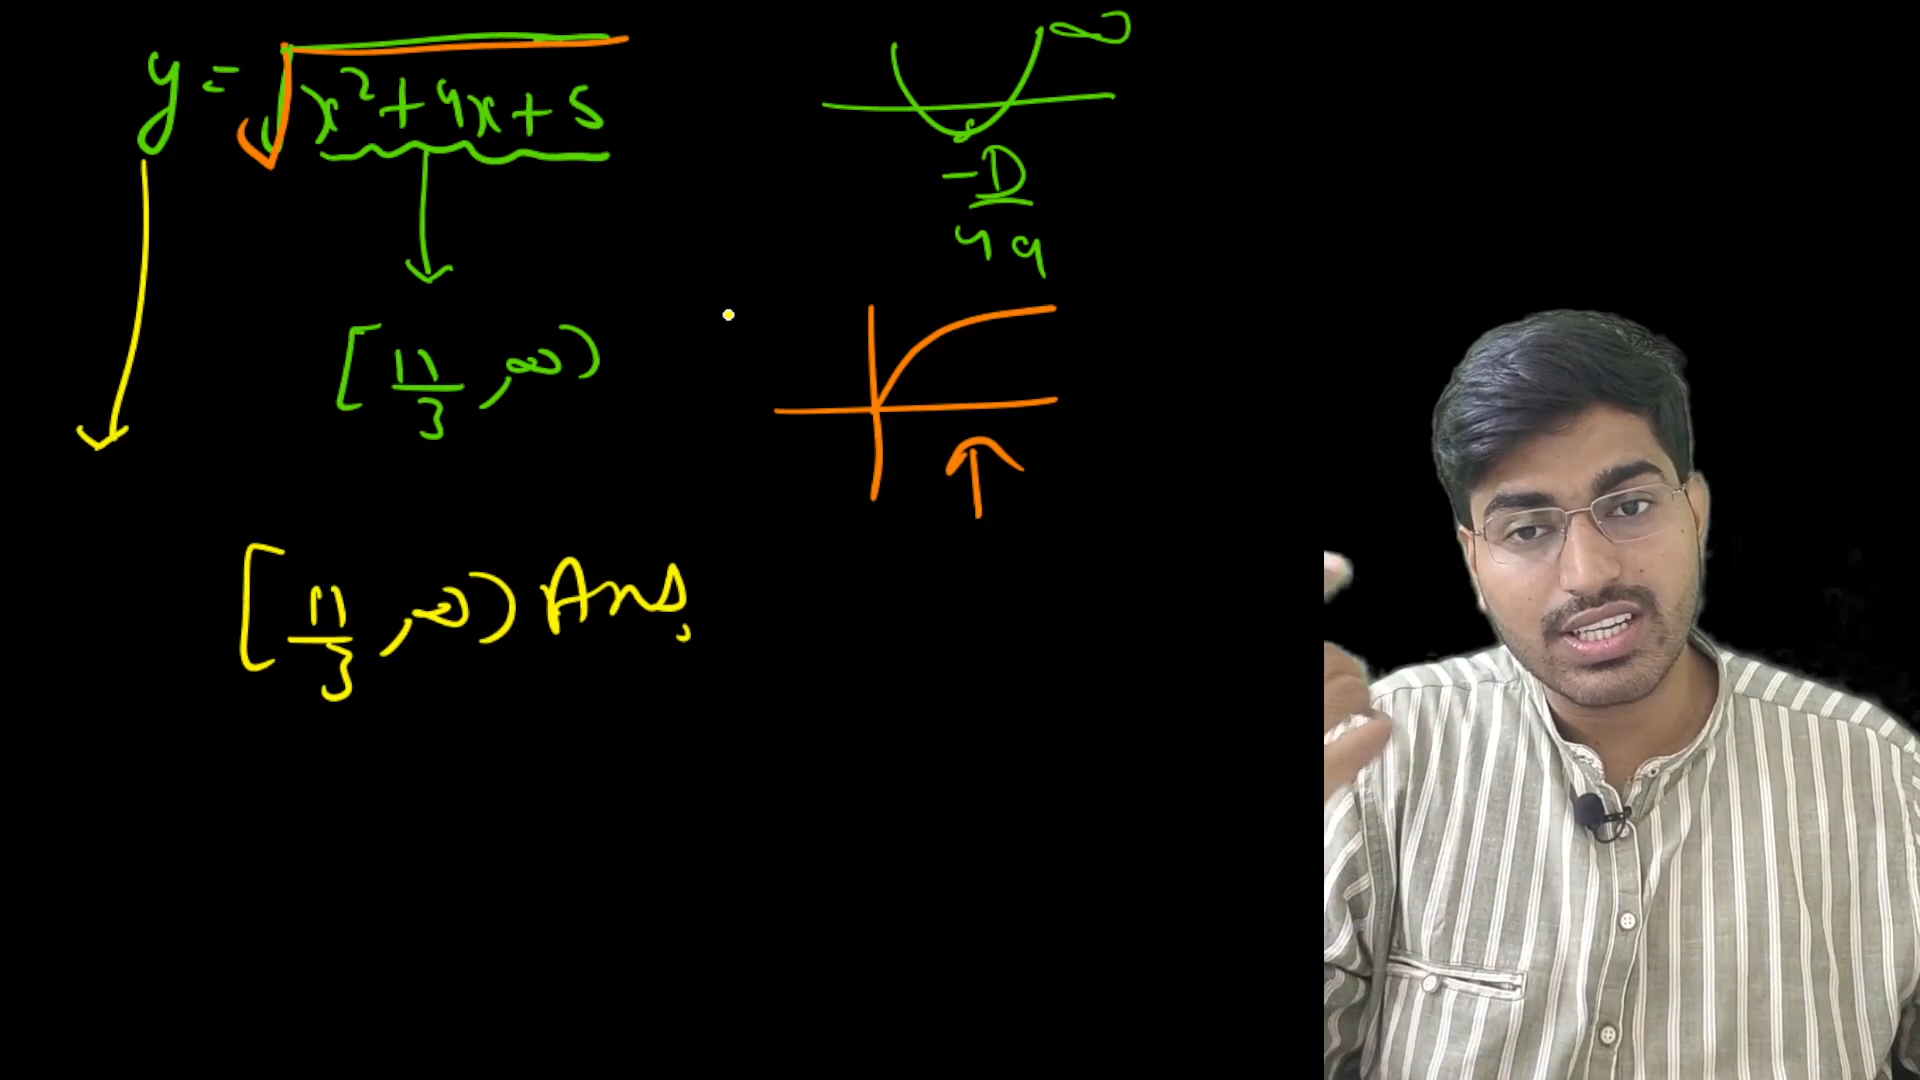 y = √x²+4x+5
∞
-D
4a
[11/3, ∞)
[11/3, ∞) Ans,